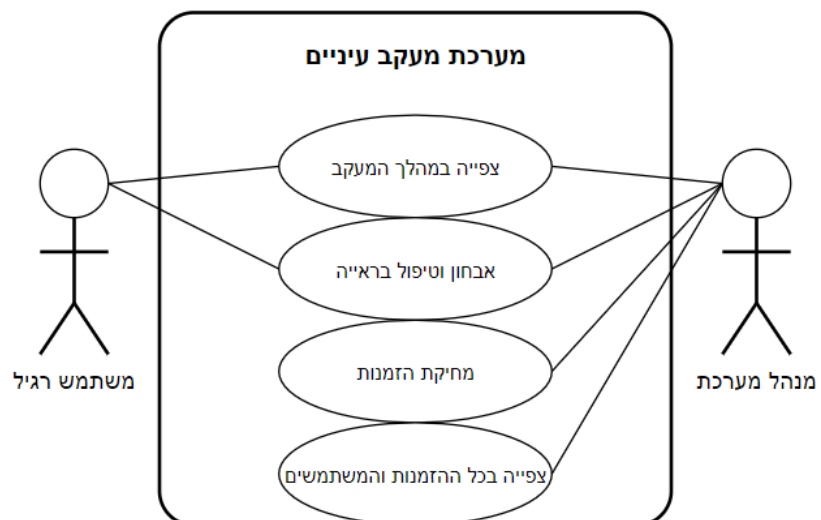 מערכת מעקב עיניים
צפייה במהלך המעקב
אבחון וטיפול בראייה
מחיקת הזמנות
צפייה בכל ההזמנות והמשתמשים
מנהל מערכת
משתמש רגיל